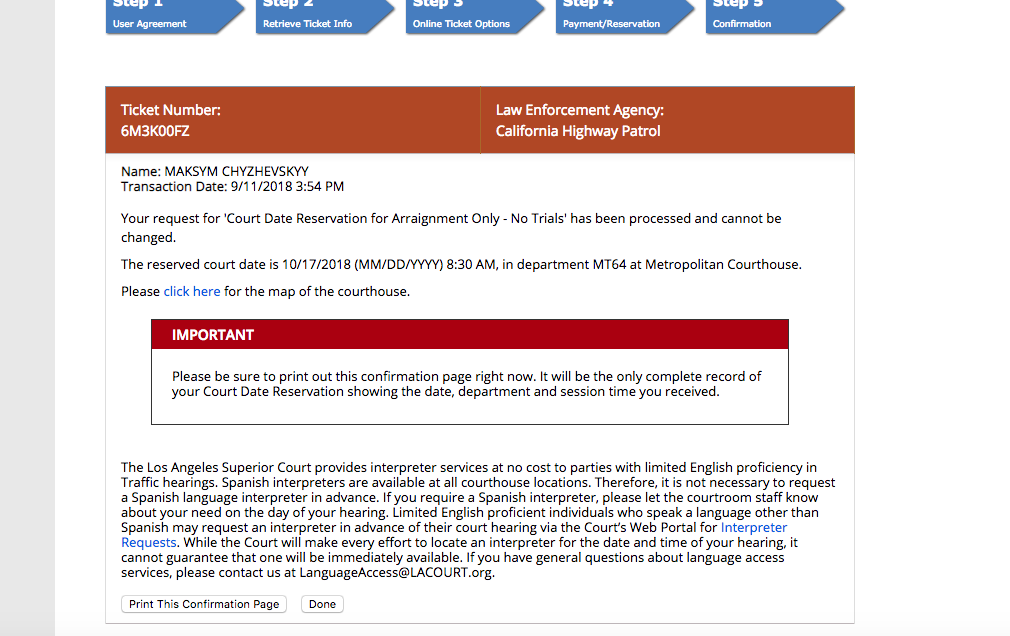 Step 1
Step 2
Step 3
Step 4
Step 5
User Agreement
Retrieve Ticket Info
Online Ticket Options
Payment/Reservation
Confirmation
Ticket Number:
6M3K00FZ
Law Enforcement Agency:
California Highway Patrol
Name: MAKSYM CHYZHEVSKYY
Transaction Date: 9/11/2018 3:54 PM
Your request for 'Court Date Reservation for Arraignment Only - No Trials' has been processed and cannot be
changed.
The reserved court date is 10/17/2018 (MM/DD/YYYY) 8:30 AM, in department MT64 at Metropolitan Courthouse.
Please click here for the map of the courthouse.
IMPORTANT
Please be sure to print out this confirmation page right now. It will be the only complete record of
your Court Date Reservation showing the date, department and session time you received.
The Los Angeles Superior Court provides interpreter services at no cost to parties with limited English proficiency in
Traffic hearings. Spanish interpreters are available at all courthouse locations. Therefore, it is not necessary to request
a Spanish language interpreter in advance. If you require a Spanish interpreter, please let the courtroom staff know
about your need on the day of your hearing. Limited English proficient individuals who speak a language other than
Spanish may request an interpreter in advance of their court hearing via the Court's Web Portal for Interpreter
Requests. While the Court will make every effort to locate an interpreter for the date and time of your hearing, it
cannot guarantee that one will be immediately available. If you have general questions about language access
services, please contact us at LanguageAccess@LACOURT.org.
Print This Confirmation Page
Done